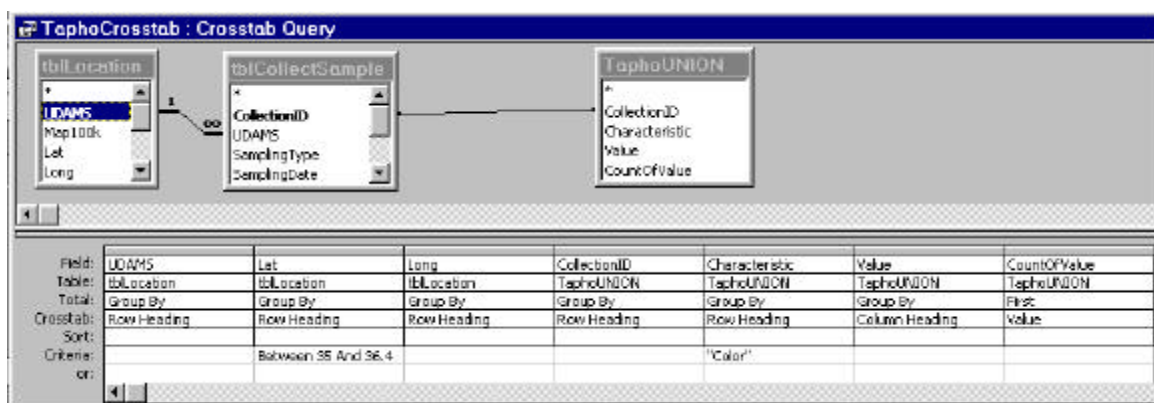 TaphoCrosstab : Crosstab Query
tblLocation
*
UDAMS
Map100k
Lat
Long
1
∞
tblCollectSample
*
CollectionID
UDAMS
SamplingType
SamplingDate
TaphoUNION
*
CollectionID
Characteristic
Value
CountOfValue
Field: UDAMS Lat Long CollectionID Characteristic Value CountOfValue
Table: tblLocation tblLocation tblLocation TaphoUNION TaphoUNION TaphoUNION TaphoUNION
Total: Group By Group By Group By Group By Group By Group By First
Crosstab: Row Heading Row Heading Row Heading Row Heading Row Heading Column Heading Value
Sort:
Criteria: Between 35 And 36.4 "Color"
or: